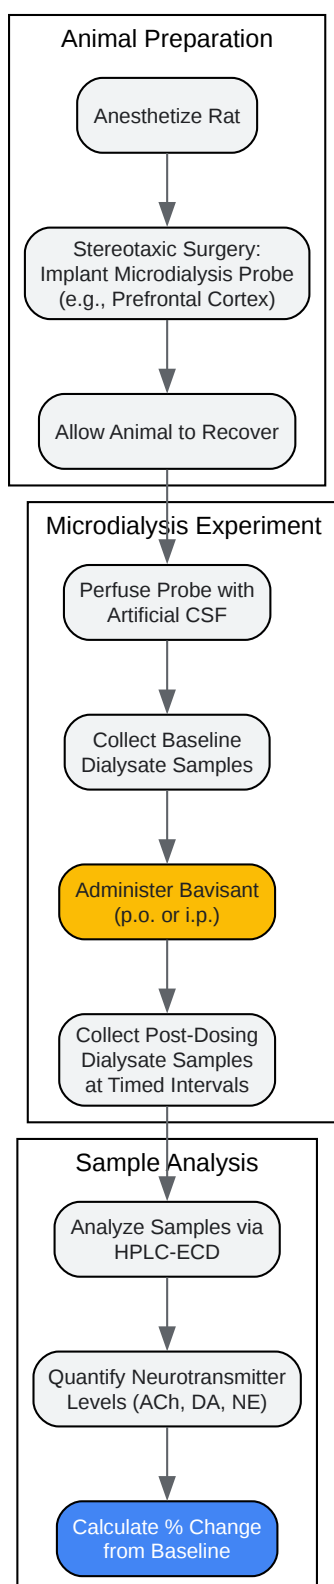 Animal Preparation
Anesthetize Rat
Stereotaxic Surgery:
Implant Microdialysis Probe
(e.g., Prefrontal Cortex)
Allow Animal to Recover
Microdialysis Experiment
Perfuse Probe with
Artificial CSF
Collect Baseline
Dialysate Samples
Administer Bavisant
(p.o. or i.p.)
Collect Post-Dosing
Dialysate Samples
at Timed Intervals
Sample Analysis
Analyze Samples via
HPLC-ECD
Quantify Neurotransmitter
Levels (ACh, DA, NE)
Calculate % Change
from Baseline